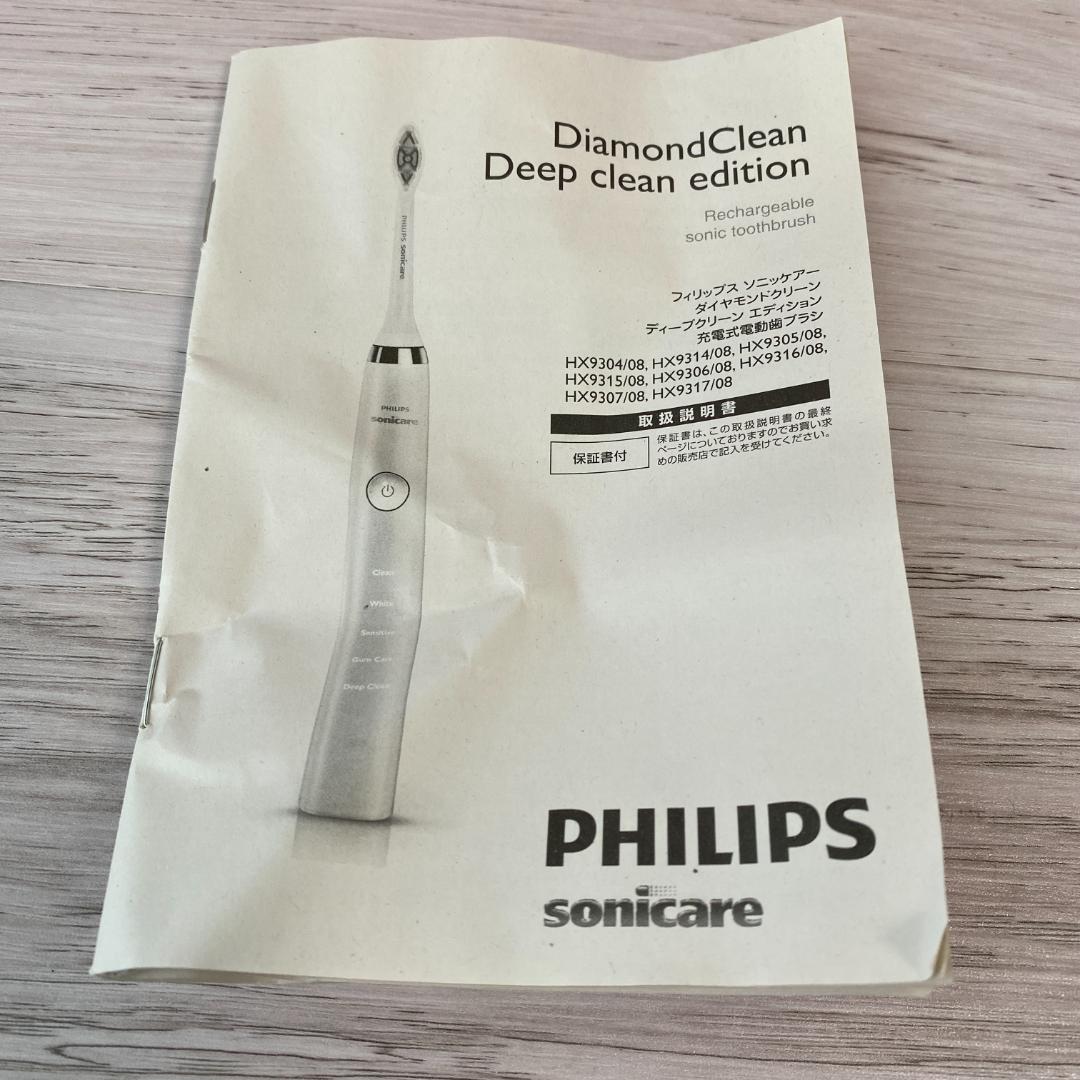 DiamondClean
Deep clean edition
Rechargeable
sonic toothbrush
フィリップス ソニッケアー
ダイヤモンドクリーン
ディープクリーン エディション
充電式電動歯ブラシ
HX9304/08, HX9314/08, HX9305/08,
HX9315/08, HX9306/08, HX9316/08,
HX9307/08, HX9317/08
取扱説明書
保証書付
保証書は、この取扱説明書の最終
ページについておりますのでお買い求
めの販売店で記入を受けてください。
PHILIPS sonicare
PHILIPS
sonicare
Clean
White
Sensitive
Gum Care
Deep Clean
PHILIPS
sonicare